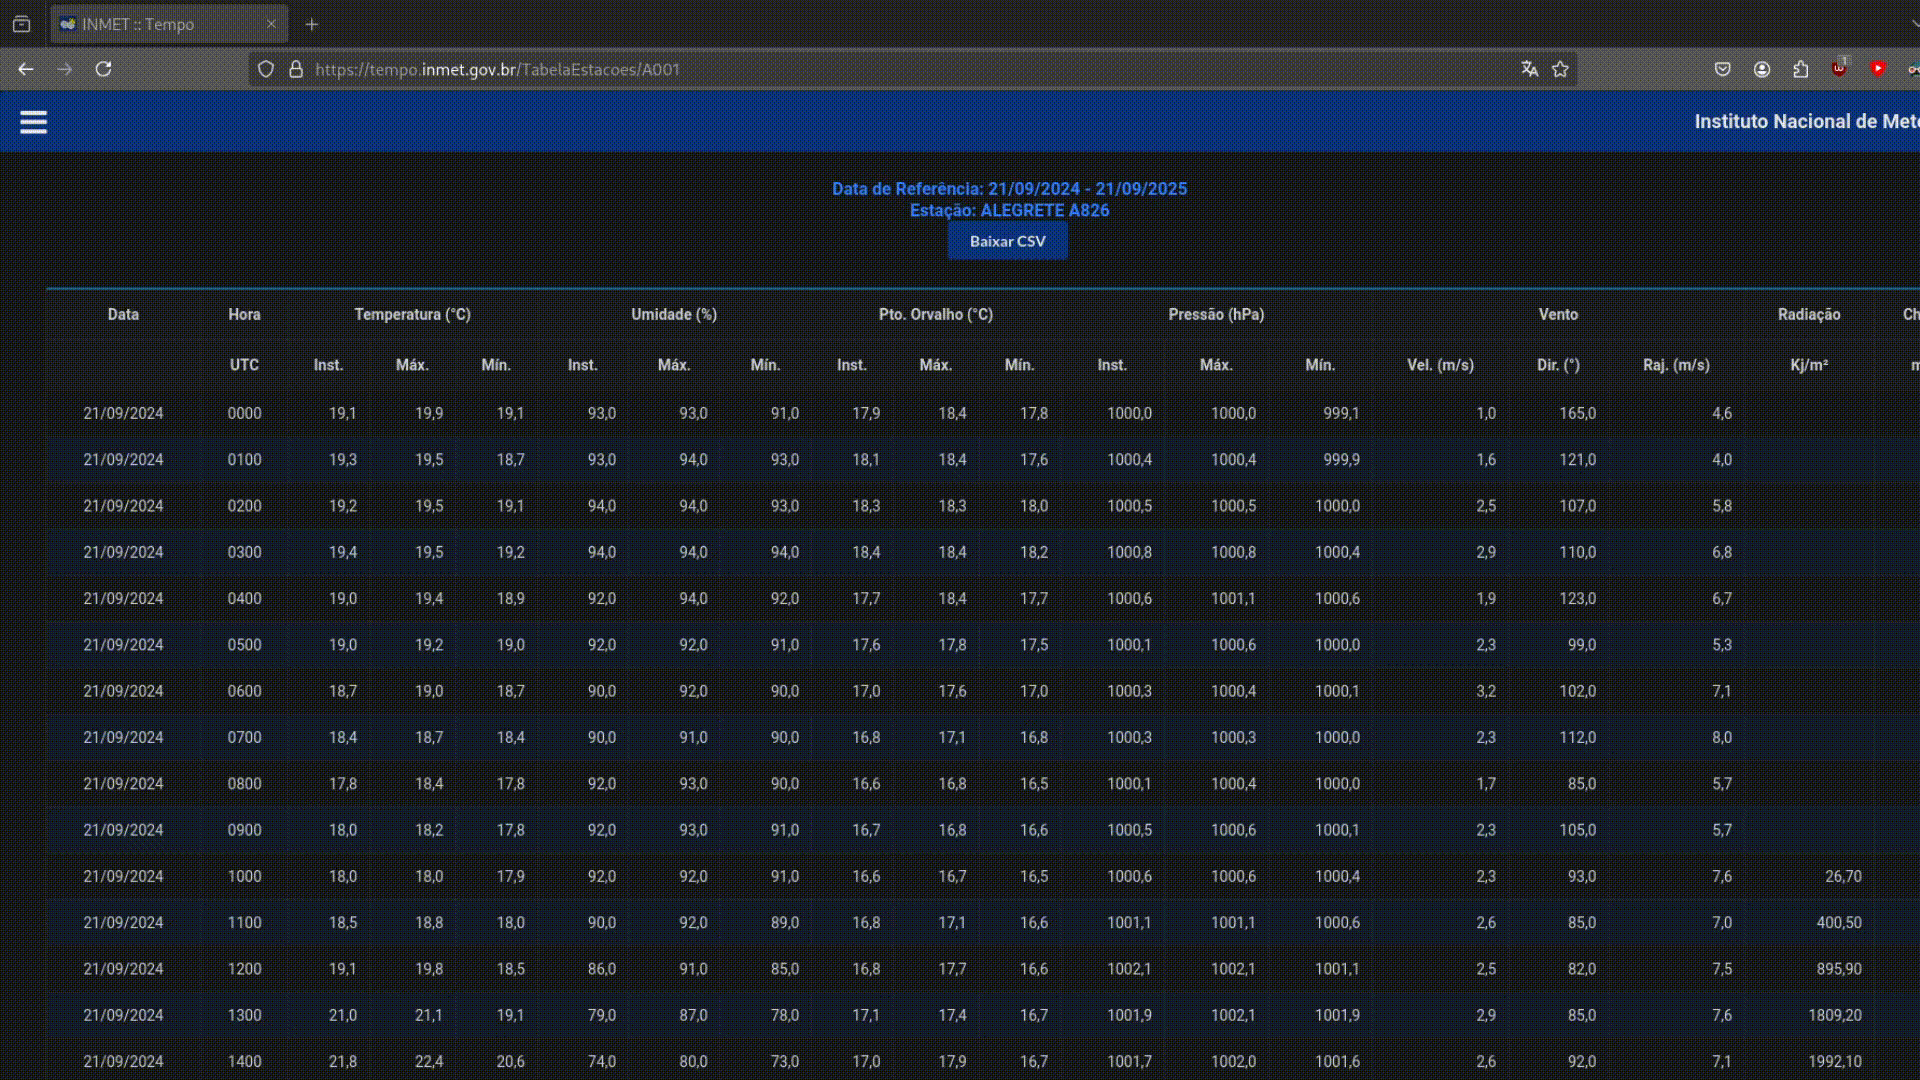 INMET :: Tempo
https://tempo.inmet.gov.br/TabelaEstacoes/A001
1
Instituto Nacional de Mete
Data de Referência: 21/09/2024 - 21/09/2025
Estação: ALEGRETE A826
Baixar CSV
Data Hora Temperatura (°C) Umidade (%) Pto. Orvalho (°C) Pressão (hPa) Vento Radiação Ch
UTC Inst. Máx. Mín. Inst. Máx. Mín. Inst. Máx. Mín. Inst. Máx. Mín. Vel. (m/s) Dir. (°) Raj. (m/s) Kj/m² m
21/09/2024 0000 19,1 19,9 19,1 93,0 93,0 91,0 17,9 18,4 17,8 1000,0 1000,0 999,1 1,0 165,0 4,6
21/09/2024 0100 19,3 19,5 18,7 93,0 94,0 93,0 18,1 18,4 17,6 1000,4 1000,4 999,9 1,6 121,0 4,0
21/09/2024 0200 19,2 19,5 19,1 94,0 94,0 93,0 18,3 18,3 18,0 1000,5 1000,5 1000,0 2,5 107,0 5,8
21/09/2024 0300 19,4 19,5 19,2 94,0 94,0 94,0 18,4 18,4 18,2 1000,8 1000,8 1000,4 2,9 110,0 6,8
21/09/2024 0400 19,0 19,4 18,9 92,0 94,0 92,0 17,7 18,4 17,7 1000,6 1001,1 1000,6 1,9 123,0 6,7
21/09/2024 0500 19,0 19,2 19,0 92,0 92,0 91,0 17,6 17,8 17,5 1000,1 1000,6 1000,0 2,3 99,0 5,3
21/09/2024 0600 18,7 19,0 18,7 90,0 92,0 90,0 17,0 17,6 17,0 1000,3 1000,4 1000,1 3,2 102,0 7,1
21/09/2024 0700 18,4 18,7 18,4 90,0 91,0 90,0 16,8 17,1 16,8 1000,3 1000,3 1000,0 2,3 112,0 8,0
21/09/2024 0800 17,8 18,4 17,8 92,0 93,0 90,0 16,6 16,8 16,5 1000,1 1000,4 1000,0 1,7 85,0 5,7
21/09/2024 0900 18,0 18,2 17,8 92,0 93,0 91,0 16,7 16,8 16,6 1000,5 1000,6 1000,1 2,3 105,0 5,7
21/09/2024 1000 18,0 18,0 17,9 92,0 92,0 91,0 16,6 16,7 16,5 1000,6 1000,6 1000,4 2,3 93,0 7,6 26,70
21/09/2024 1100 18,5 18,8 18,0 90,0 92,0 89,0 16,8 17,1 16,6 1001,1 1001,1 1000,6 2,6 85,0 7,0 400,50
21/09/2024 1200 19,1 19,8 18,5 86,0 91,0 85,0 16,8 17,7 16,6 1002,1 1002,1 1001,1 2,5 82,0 7,5 895,90
21/09/2024 1300 21,0 21,1 19,1 79,0 87,0 78,0 17,1 17,4 16,7 1001,9 1002,1 1001,9 2,9 85,0 7,6 1809,20
21/09/2024 1400 21,8 22,4 20,6 74,0 80,0 73,0 17,0 17,9 16,7 1001,7 1002,0 1001,6 2,6 92,0 7,1 1992,10